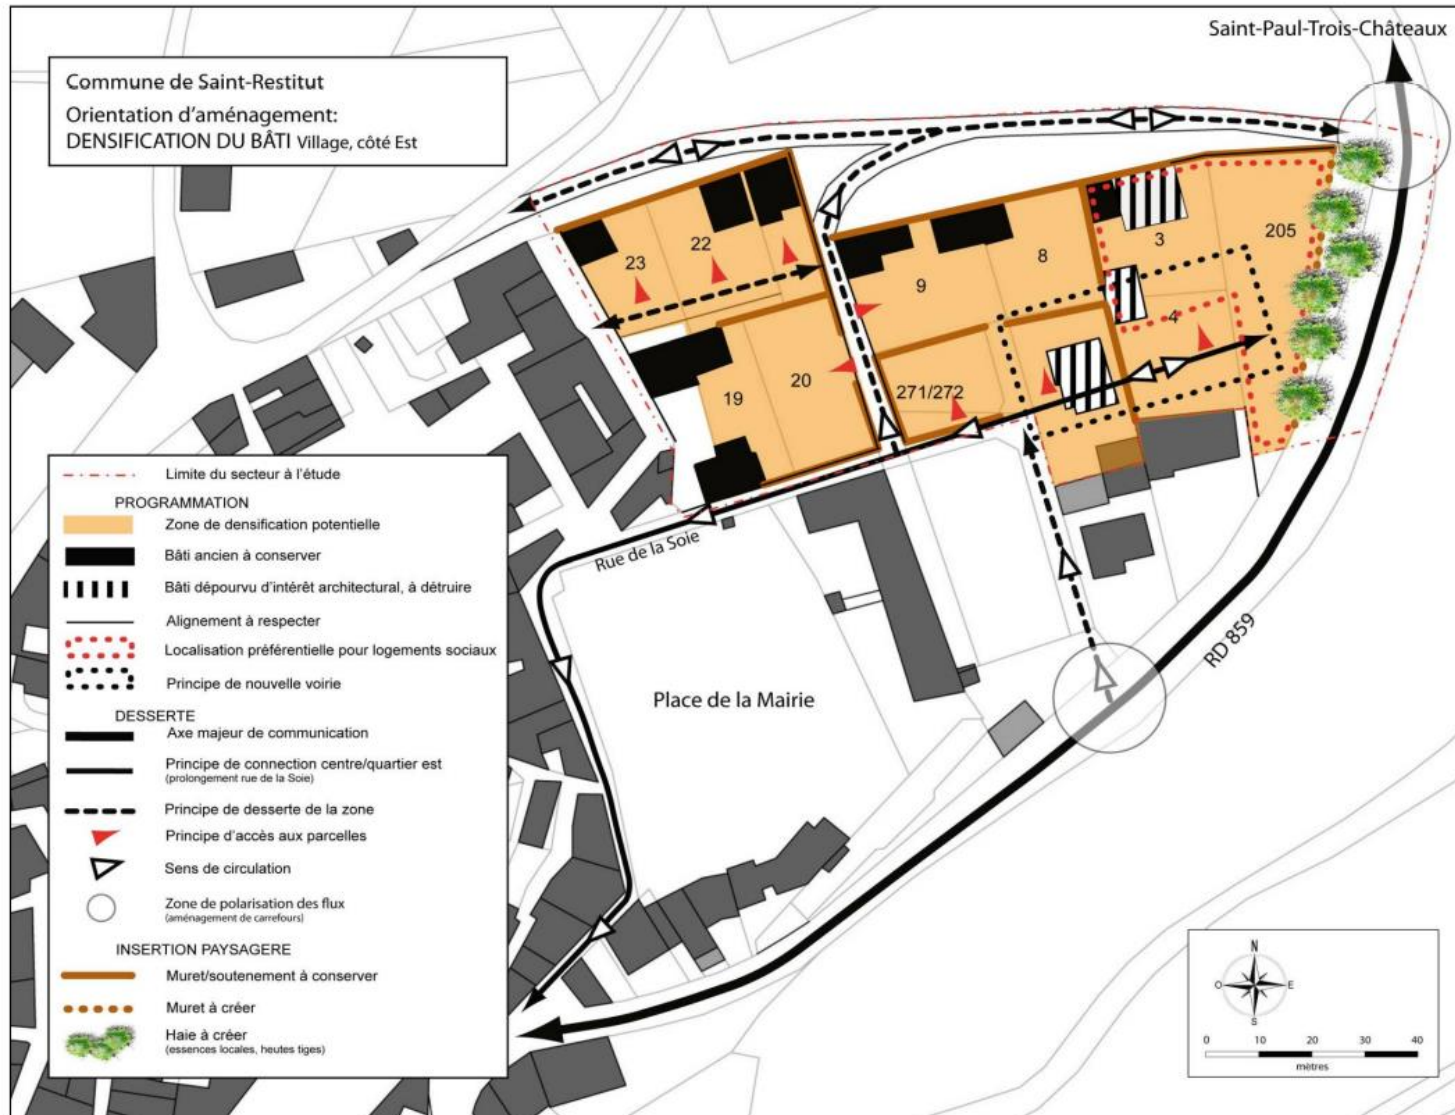 Saint-Paul-Trois-Châteaux
Commune de Saint-Restitut
Orientation d'aménagement:
DENSIFICATION DU BÂTI Village, côté Est
23
22
9
8
3
205
4
19
20
271/272
Rue de la Soie
Place de la Mairie
RD 859
Limite du secteur à l'étude
PROGRAMMATION
Zone de densification potentielle
Bâti ancien à conserver
Bâti dépourvu d'intérêt architectural, à détruire
Alignement à respecter
Localisation préférentielle pour logements sociaux
Principe de nouvelle voirie
DESSERTE
Axe majeur de communication
Principe de connection centre/quartier est
(prolongement rue de la Soie)
Principe de desserte de la zone
Principe d'accès aux parcelles
Sens de circulation
Zone de polarisation des flux
(aménagement de carrefours)
INSERTION PAYSAGERE
Muret/soutenement à conserver
Muret à créer
Haie à créer
(essences locales, heutes tiges)
N
O E
S
0 10 20 30 40
mètres